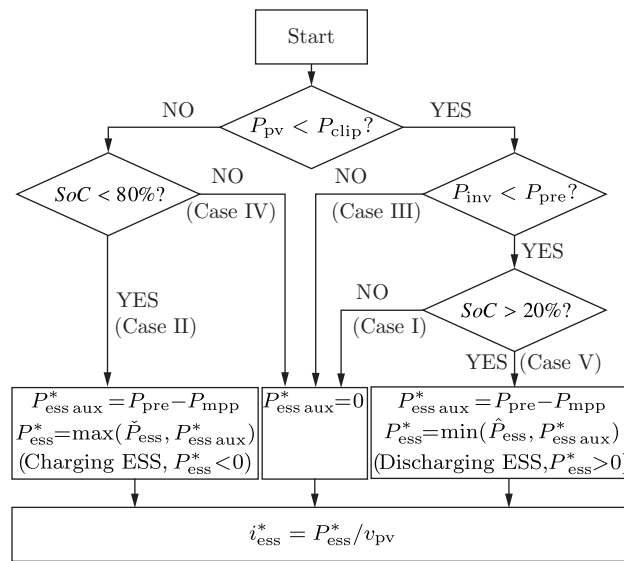 Start
NO
YES
P_pv < P_clip?
SoC < 80%?
NO
(Case IV)
NO
(Case III)
P_inv < P_pre?
YES
NO
(Case I)
SoC > 20%?
YES
(Case II)
YES (Case V)
P*_ess aux = P_pre − P_mpp
P*_ess = max(P̌_ess, P*_ess aux)
(Charging ESS, P*_ess < 0)
P*_ess aux = 0
P*_ess aux = P_pre − P_mpp
P*_ess = min(P̂_ess, P*_ess aux)
(Discharging ESS, P*_ess > 0)
i*_ess = P*_ess / v_pv